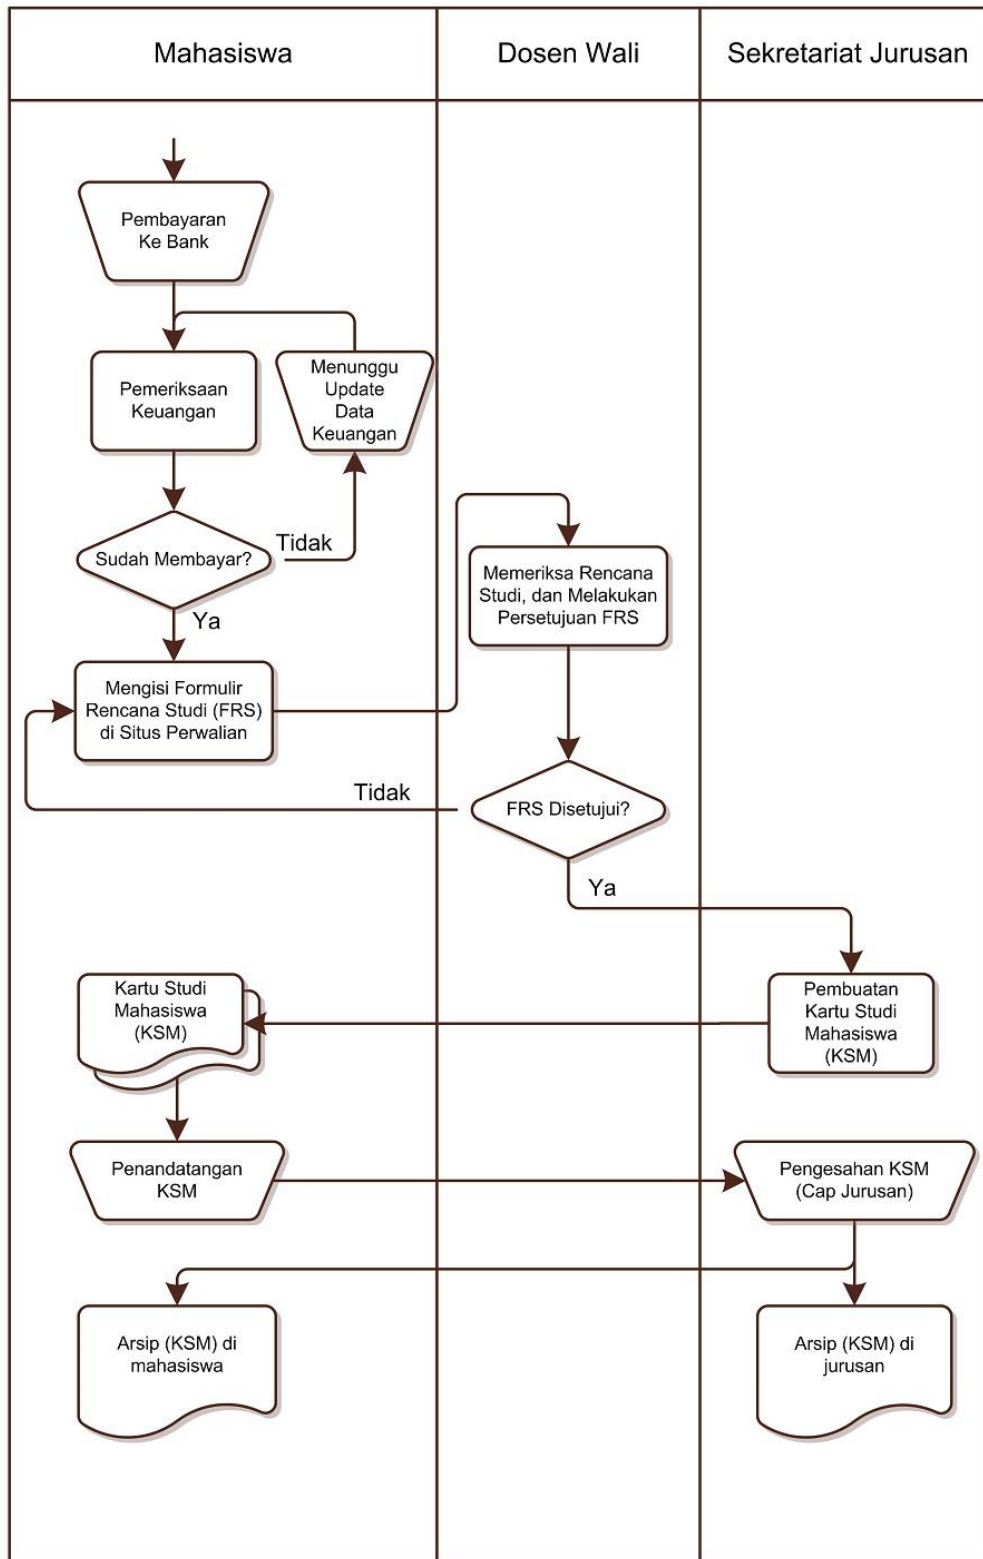 Mahasiswa
Dosen Wali
Sekretariat Jurusan
Pembayaran
Ke Bank
Pemeriksaan
Keuangan
Menunggu
Update
Data
Keuangan
Sudah Membayar?
Tidak
Ya
Mengisi Formulir
Rencana Studi (FRS)
di Situs Perwalian
Memeriksa Rencana
Studi, dan Melakukan
Persetujuan FRS
Tidak
FRS Disetujui?
Ya
Kartu Studi
Mahasiswa
(KSM)
Pembuatan
Kartu Studi
Mahasiswa
(KSM)
Penandatangan
KSM
Pengesahan KSM
(Cap Jurusan)
Arsip (KSM) di
mahasiswa
Arsip (KSM) di
jurusan